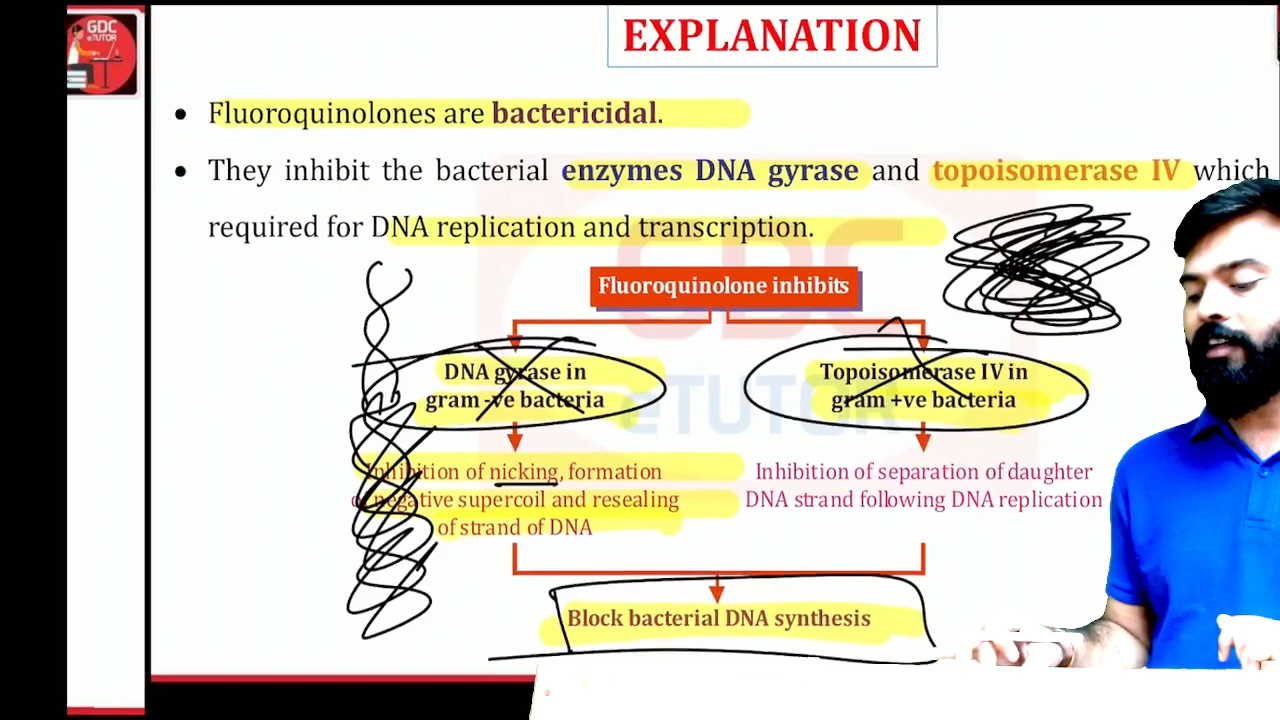 GDC
eTUTOR
EXPLANATION
• Fluoroquinolones are bactericidal.
• They inhibit the bacterial enzymes DNA gyrase and topoisomerase IV which
required for DNA replication and transcription.
GDC
eTUTOR
Fluoroquinolone inhibits
DNA gyrase in
gram -ve bacteria
Topoisomerase IV in
gram +ve bacteria
Inhibition of nicking, formation
of negative supercoil and resealing
of strand of DNA
Inhibition of separation of daughter
DNA strand following DNA replication
Block bacterial DNA synthesis